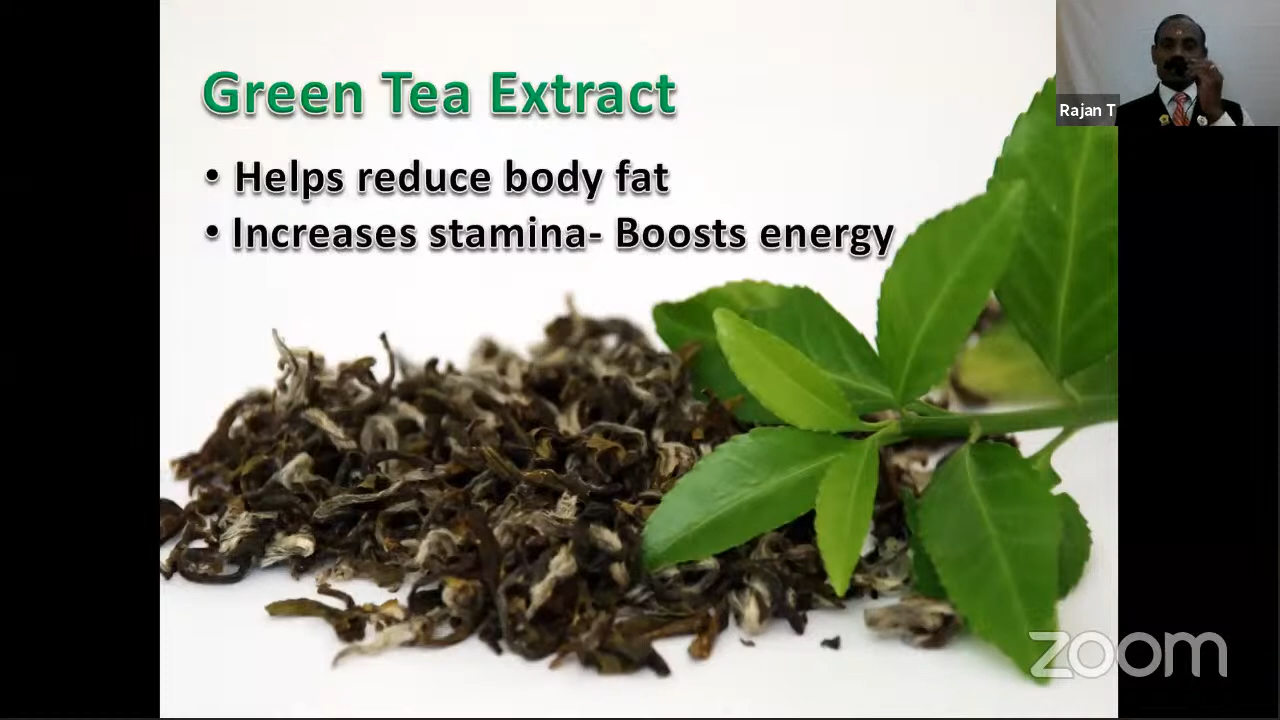 Green Tea Extract
• Helps reduce body fat
• Increases stamina- Boosts energy
Rajan T
zoom